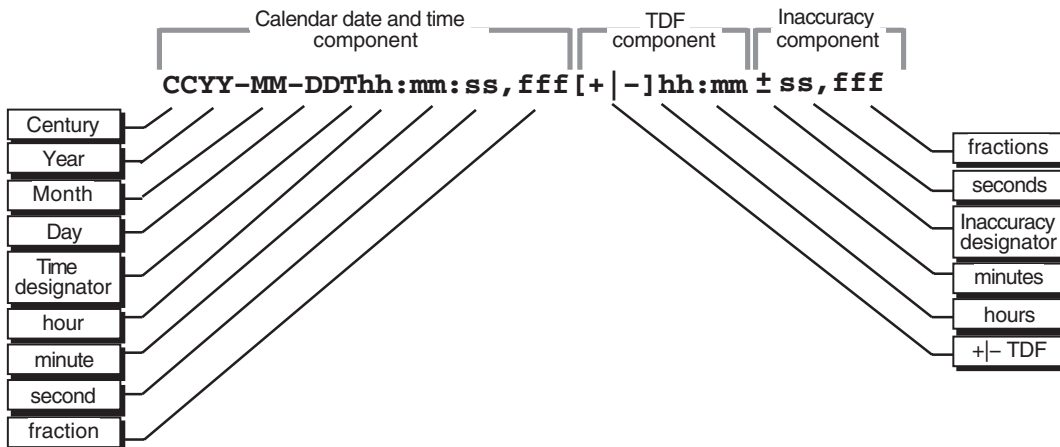 Calendar date and time
component
TDF
component
Inaccuracy
component
CCYY–MM–DDThh:mm:ss,fff[+|–]hh:mm±ss,fff
Century
Year
Month
Day
Time
designator
hour
minute
second
fraction
fractions
seconds
Inaccuracy
designator
minutes
hours
+|– TDF